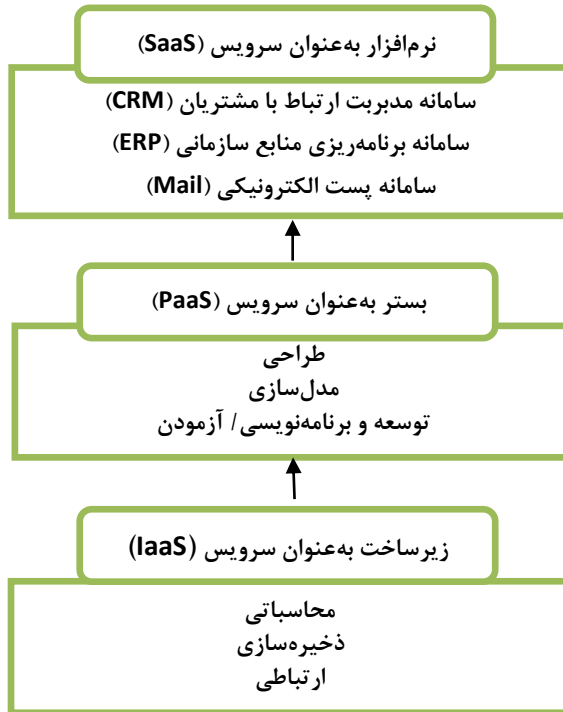 نرم‌افزار به‌عنوان سرویس (SaaS)
سامانه مدبربت ارتباط با مشتریان (CRM)
سامانه برنامه‌ریزی منابع سازمانی (ERP)
سامانه پست الکترونیکی (Mail)
بستر به‌عنوان سرویس (PaaS)
طراحی
مدل‌سازی
توسعه و برنامه‌نویسی/ آزمودن
زیرساخت به‌عنوان سرویس (IaaS)
محاسباتی
ذخیره‌سازی
ارتباطی